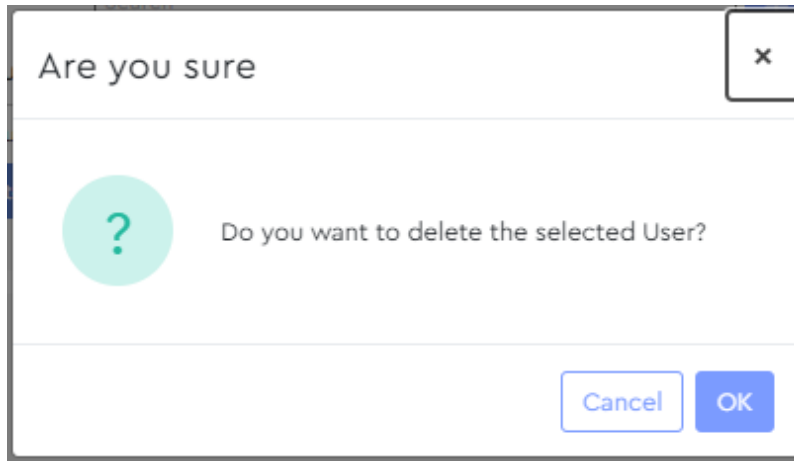 Are you sure
×
?
Do you want to delete the selected User?
Cancel
OK